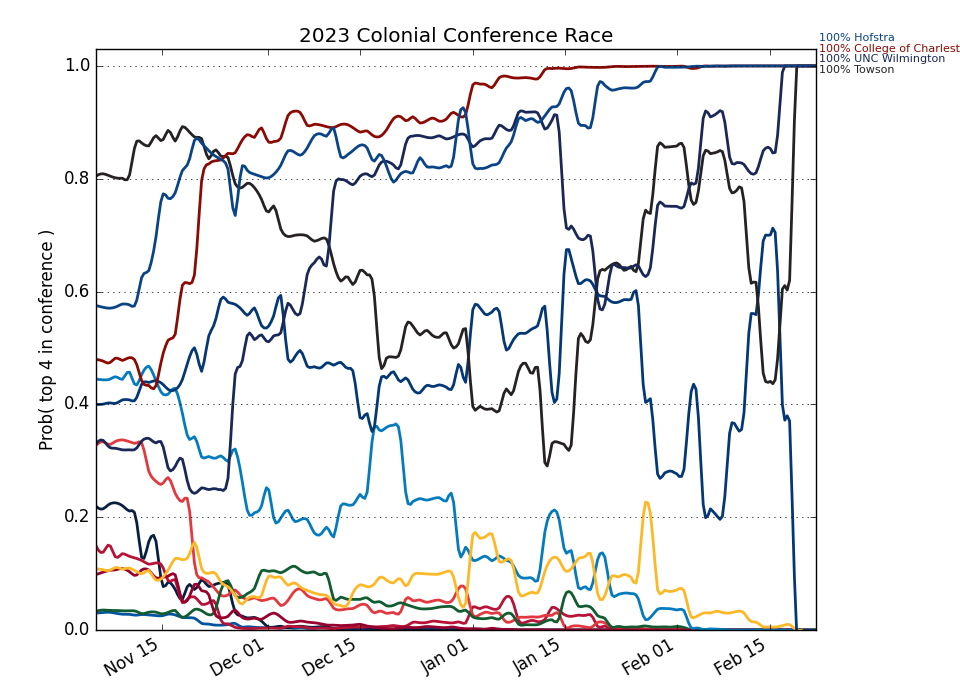 2023 Colonial Conference Race
100% Hofstra
100% College of Charlest
100% UNC Wilmington
100% Towson
Prob( top 4 in conference )
1.0
0.8
0.6
0.4
0.2
0.0
Nov 15
Dec 01
Dec 15
Jan 01
Jan 15
Feb 01
Feb 15